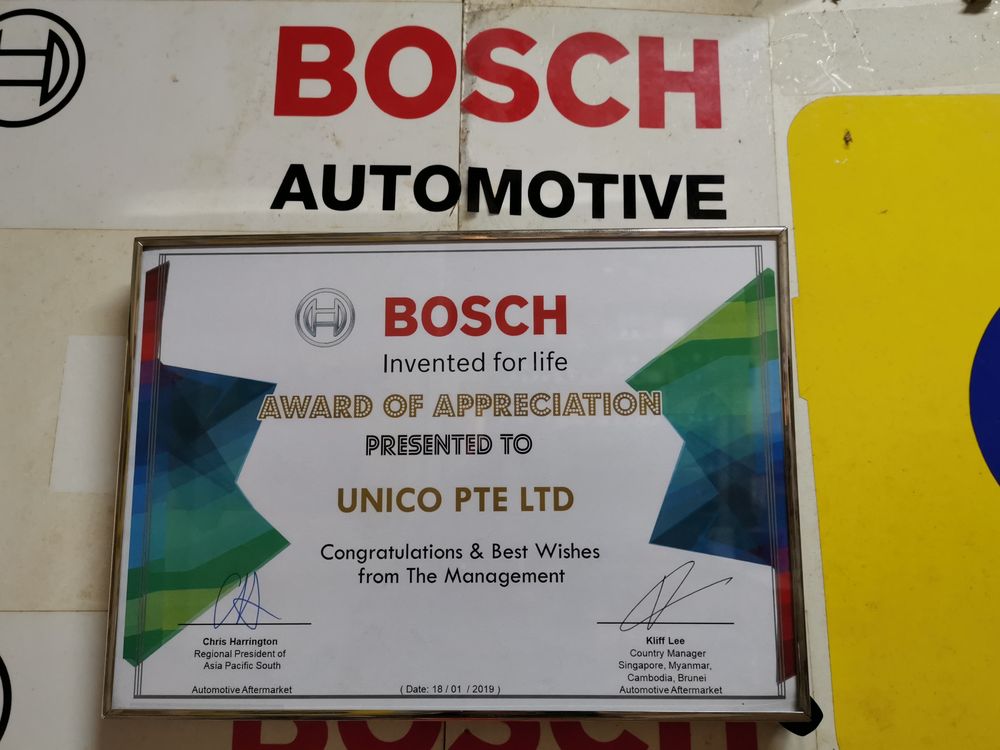 BOSCH
AUTOMOTIVE
BOSCH
Invented for life
AWARD OF APPRECIATION
PRESENTED TO
UNICO PTE LTD
Congratulations & Best Wishes
from The Management
Chris Harrington
Regional President of
Asia Pacific South
Automotive Aftermarket
( Date: 18 / 01 / 2019 )
Kliff Lee
Country Manager
Singapore, Myanmar,
Cambodia, Brunei
Automotive Aftermarket
BOSCH